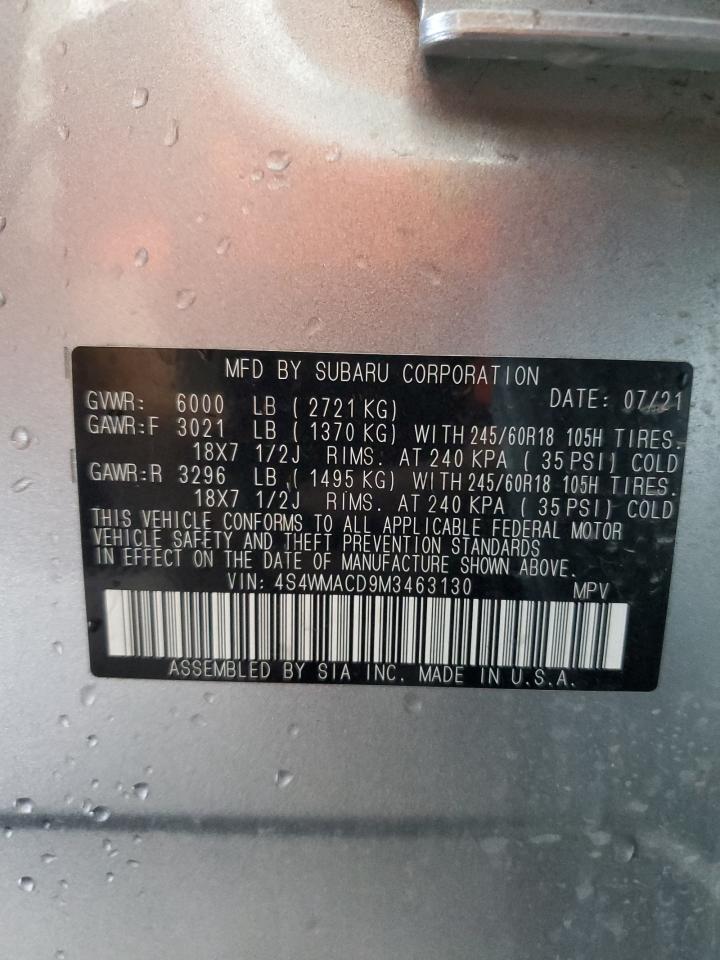 MFD BY SUBARU CORPORATION
DATE: 07/21
GVWR: 6000 LB ( 2721 KG)
GAWR:F 3021 LB ( 1370 KG) WITH 245/60R18 105H TIRES.
18X7 1/2J RIMS. AT 240 KPA ( 35 PSI) COLD
GAWR:R 3296 LB ( 1495 KG) WITH 245/60R18 105H TIRES.
18X7 1/2J RIMS. AT 240 KPA ( 35 PSI) COLD
THIS VEHICLE CONFORMS TO ALL APPLICABLE FEDERAL MOTOR
VEHICLE SAFETY AND THEFT PREVENTION STANDARDS
IN EFFECT ON THE DATE OF MANUFACTURE SHOWN ABOVE.
VIN: 4S4WMACD9M3463130 MPV
ASSEMBLED BY SIA INC. MADE IN U.S.A.